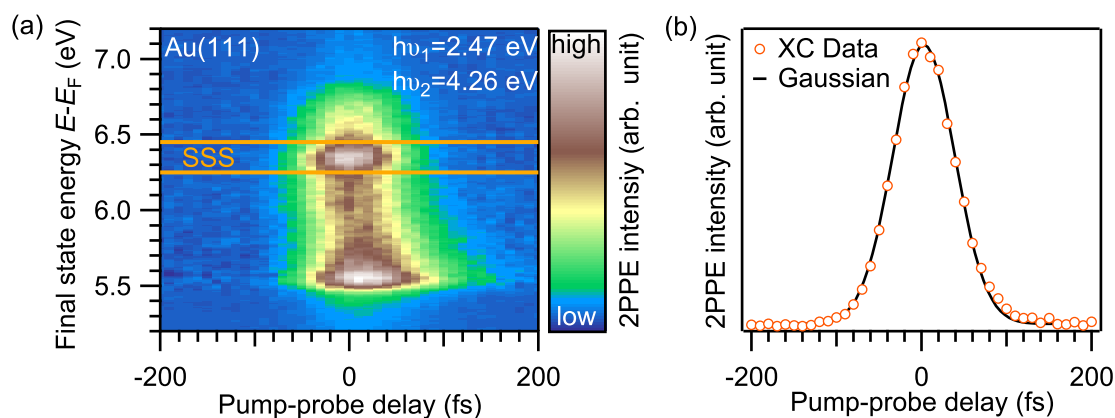 (a)
Au(111)
hυ₁=2.47 eV
hυ₂=4.26 eV
SSS
7.0
6.5
6.0
5.5
Final state energy E-E_F (eV)
-200
0
200
Pump-probe delay (fs)
high
low
2PPE intensiy (arb. unit)
(b)
XC Data
Gaussian
2PPE intensity (arb. unit)
-200
0
200
Pump-probe delay (fs)